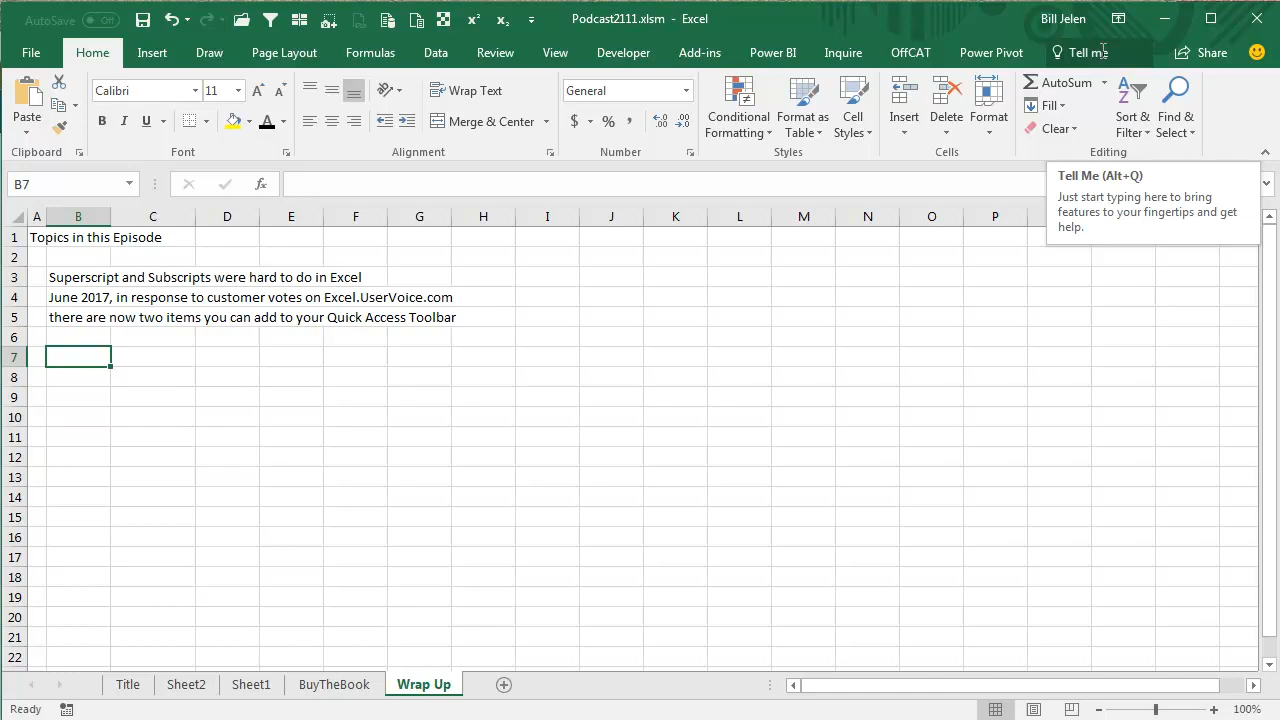 AutoSave Off
Podcast2111.xlsm - Excel
Bill Jelen
x² x₂
File Home Insert Draw Page Layout Formulas Data Review View Developer Add-ins Power BI Inquire OffCAT Power Pivot Tell me Share
Paste
Clipboard
Calibri 11
B I U
Font
Wrap Text
Merge & Center
Alignment
General
$ % ,
Number
Conditional Formatting
Format as Table
Cell Styles
Styles
Insert Delete Format
Cells
AutoSum
Fill
Clear
Sort & Filter
Find & Select
Editing
B7
fx
Tell Me (Alt+Q)
Just start typing here to bring
features to your fingertips and get
help.
A B C D E F G H I J K L M N O P
1 Topics in this Episode
2
3 Superscript and Subscripts were hard to do in Excel
4 June 2017, in response to customer votes on Excel.UserVoice.com
5 there are now two items you can add to your Quick Access Toolbar
6
7
8
9
10
11
12
13
14
15
16
17
18
19
20
21
22
Title Sheet2 Sheet1 BuyTheBook Wrap Up
Ready
100%